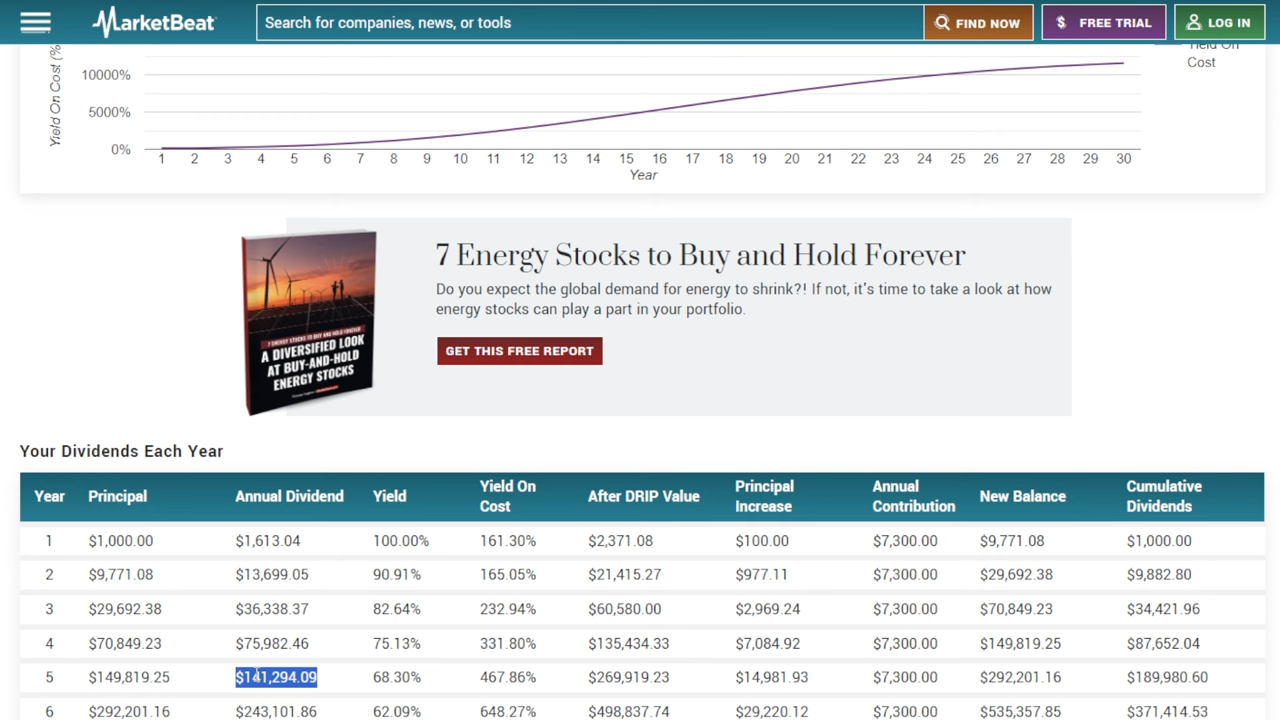 MarketBeat
Search for companies, news, or tools
FIND NOW
$ FREE TRIAL
LOG IN
Yield On Cost (%
10000%
5000%
0%
1 2 3 4 5 6 7 8 9 10 11 12 13 14 15 16 17 18 19 20 21 22 23 24 25 26 27 28 29 30
Year
Yield On
Cost
7 ENERGY STOCKS TO BUY AND HOLD FOREVER
A DIVERSIFIED LOOK
AT BUY-AND-HOLD
ENERGY STOCKS
7 Energy Stocks to Buy and Hold Forever
Do you expect the global demand for energy to shrink?! If not, it's time to take a look at how
energy stocks can play a part in your portfolio.
GET THIS FREE REPORT
Your Dividends Each Year
Year Principal Annual Dividend Yield Yield On Cost After DRIP Value Principal Increase Annual Contribution New Balance Cumulative Dividends
1 $1,000.00 $1,613.04 100.00% 161.30% $2,371.08 $100.00 $7,300.00 $9,771.08 $1,000.00
2 $9,771.08 $13,699.05 90.91% 165.05% $21,415.27 $977.11 $7,300.00 $29,692.38 $9,882.80
3 $29,692.38 $36,338.37 82.64% 232.94% $60,580.00 $2,969.24 $7,300.00 $70,849.23 $34,421.96
4 $70,849.23 $75,982.46 75.13% 331.80% $135,434.33 $7,084.92 $7,300.00 $149,819.25 $87,652.04
5 $149,819.25 $141,294.09 68.30% 467.86% $269,919.23 $14,981.93 $7,300.00 $292,201.16 $189,980.60
6 $292,201.16 $243,101.86 62.09% 648.27% $498,837.74 $29,220.12 $7,300.00 $535,357.85 $371,414.53